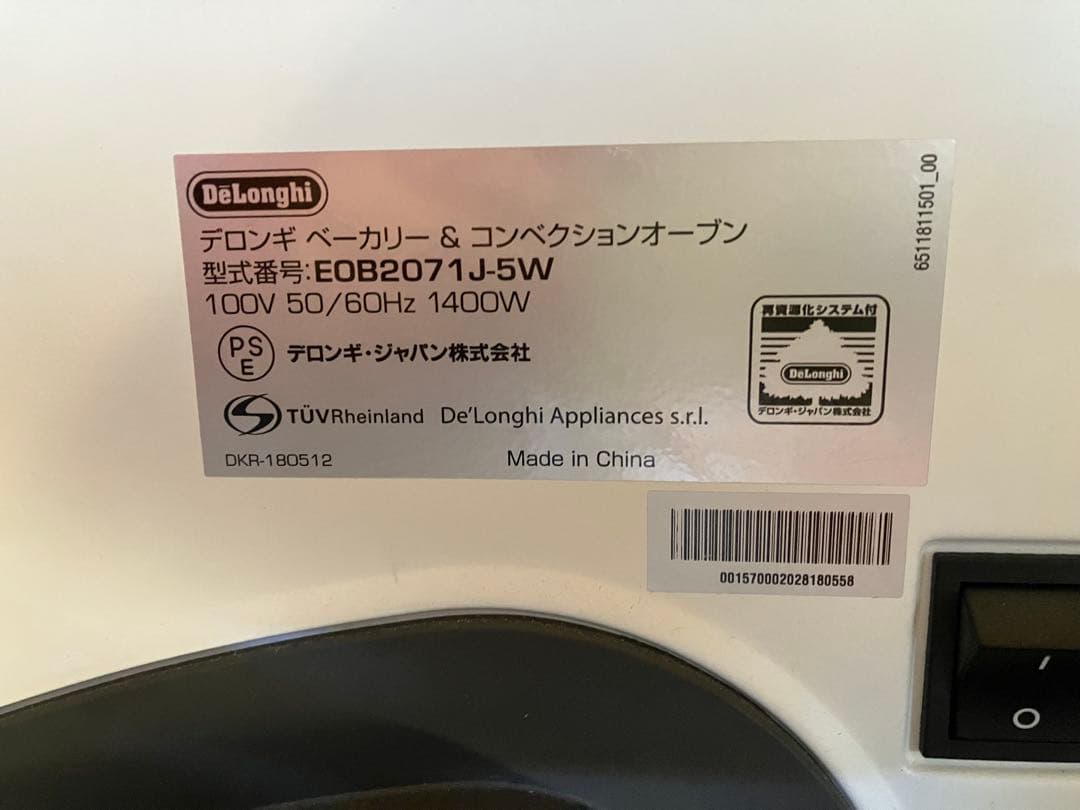 DeLonghi
デロンギ ベーカリー & コンベクションオーブン
型式番号:EOB2071J-5W
100V 50/60Hz 1400W
PSE デロンギ・ジャパン株式会社
TÜVRheinland De'Longhi Appliances s.r.l.
DKR-180512 Made in China
6511811501_00
再資源化システム付
DeLonghi
デロンギ・ジャパン株式会社
001570002028180558
I
O